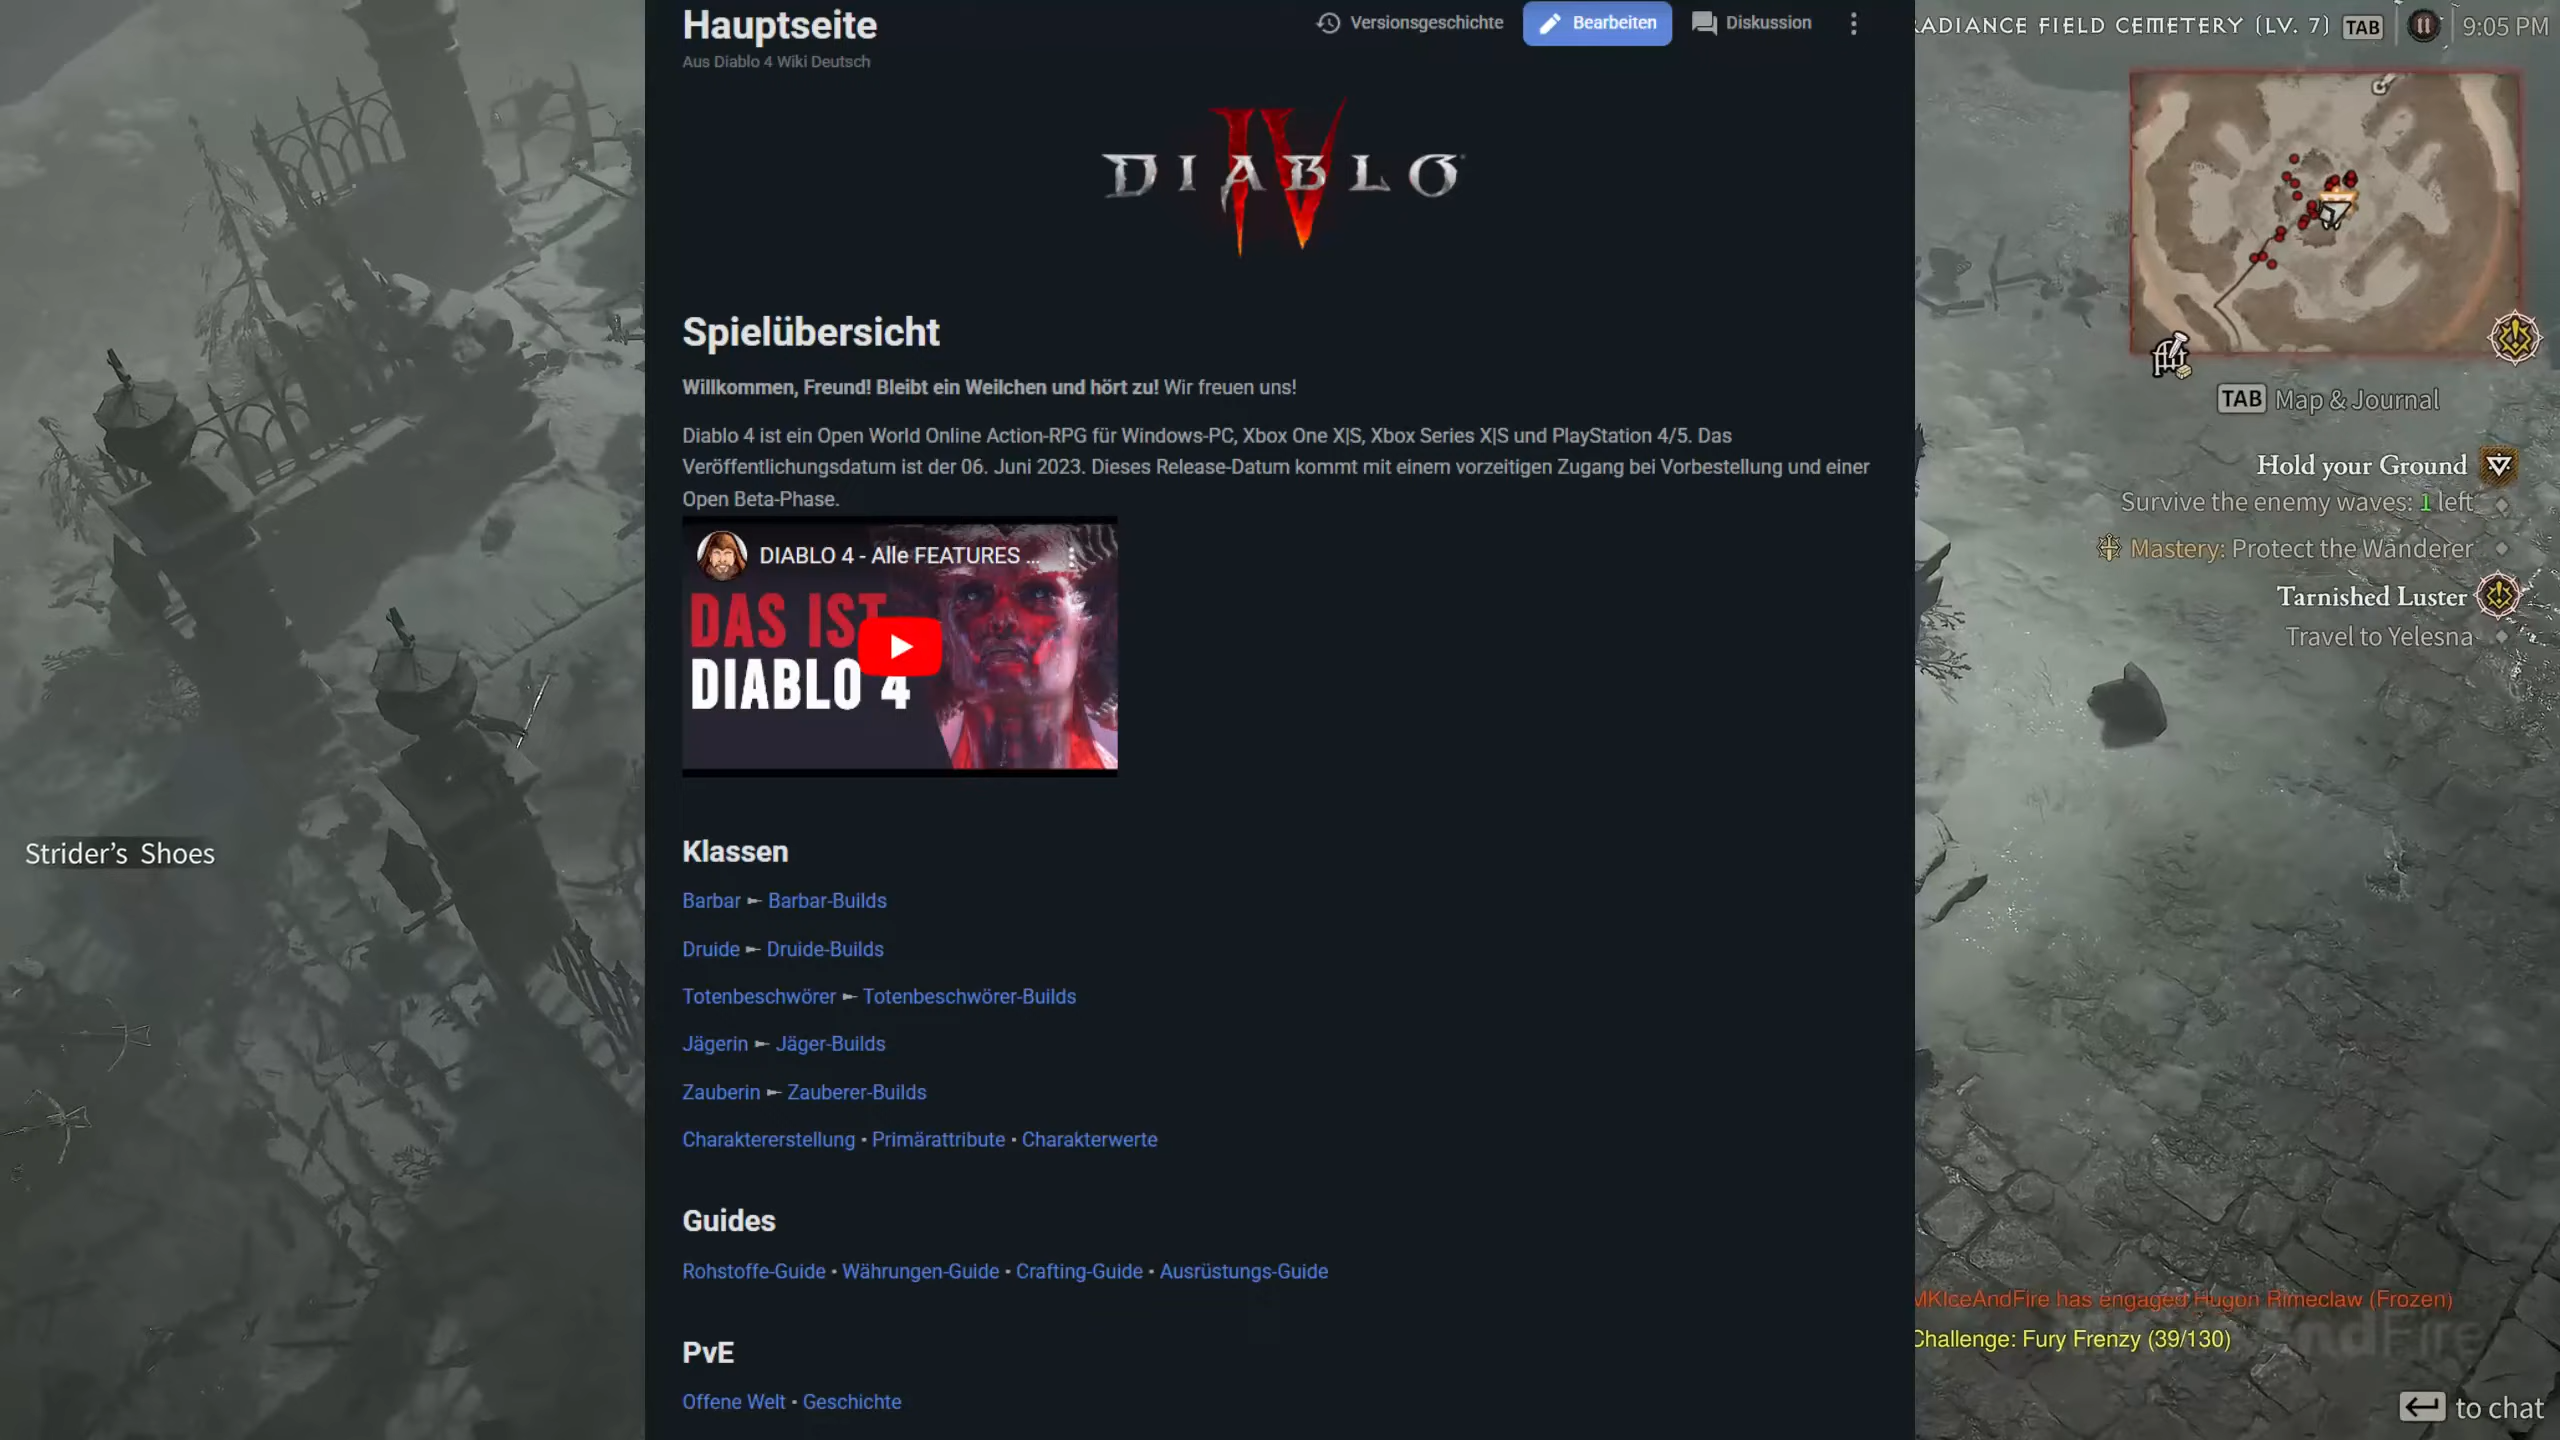 Hauptseite
Versionsgeschichte
Bearbeiten
Diskussion
Aus Diablo 4 Wiki Deutsch
DIABLO
IV
Spielübersicht
Willkommen, Freund! Bleibt ein Weilchen und hört zu! Wir freuen uns!
Diablo 4 ist ein Open World Online Action-RPG für Windows-PC, Xbox One X|S, Xbox Series X|S und PlayStation 4/5. Das
Veröffentlichungsdatum ist der 06. Juni 2023. Dieses Release-Datum kommt mit einem vorzeitigen Zugang bei Vorbestellung und einer
Open Beta-Phase.
DIABLO 4 - Alle FEATURES ...
DAS IST
DIABLO 4
Klassen
Barbar ► Barbar-Builds
Druide ► Druide-Builds
Totenbeschwörer ► Totenbeschwörer-Builds
Jägerin ► Jäger-Builds
Zauberin ► Zauberer-Builds
Charaktererstellung • Primärattribute • Charakterwerte
Guides
Rohstoffe-Guide • Währungen-Guide • Crafting-Guide • Ausrüstungs-Guide
PvE
Offene Welt • Geschichte
Strider's Shoes
RADIANCE FIELD CEMETERY (LV. 7) TAB 9:05 PM
TAB Map & Journal
Hold your Ground
Survive the enemy waves: 1 left
Mastery: Protect the Wanderer
Tarnished Luster
Travel to Yelesna
MKIceAndFire has engaged Hugon Rimeclaw (Frozen)
Challenge: Fury Frenzy (39/130)
ndFire
to chat